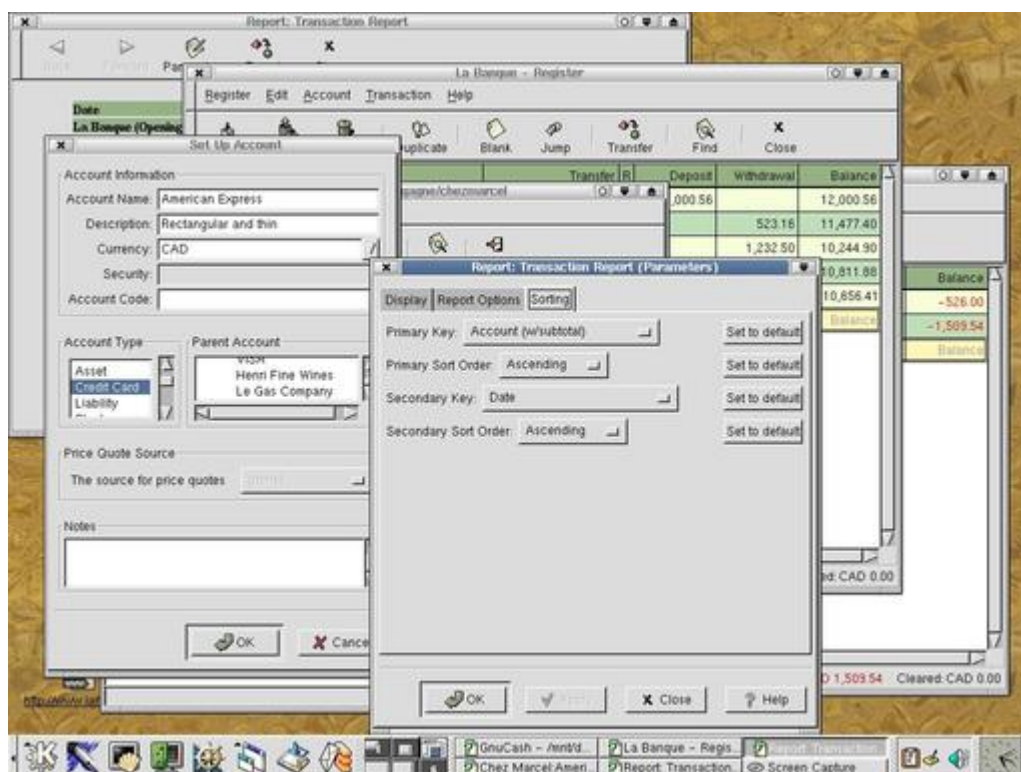 Report: Transaction Report
Date
La Banque (Opening
La Banque - Register
Register Edit Account Transaction Help
Duplicate Blank Jump Transfer Find Close
Transfer R Deposit Withdrawal Balance
,000.56 12,000.56
523.16 11,477.40
1,232.50 10,244.90
10,811.88
10,656.41
Balance
Balance
-526.00
-1,509.54
Balance
Set Up Account
Account Information
Account Name: American Express
Description: Rectangular and thin
Currency: CAD
Security:
Account Code:
Account Type
Asset
Credit Card
Liability
Parent Account
VISA
Henri Fine Wines
Le Gas Company
Price Quote Source
The source for price quotes
Notes
OK Cance
Report: Transaction Report (Parameters)
Display Report Options Sorting
Primary Key: Account (w/subtotal) Set to default
Primary Sort Order: Ascending Set to default
Secondary Key: Date Set to default
Secondary Sort Order: Ascending Set to default
OK Close Help
ed: CAD 0.00
D 1,509.54 Cleared: CAD 0.00
GnuCash - /mnt/d... La Banque - Regis... Report: Transaction
Chez Marcel:Ameri... Report: Transaction... Screen Capture